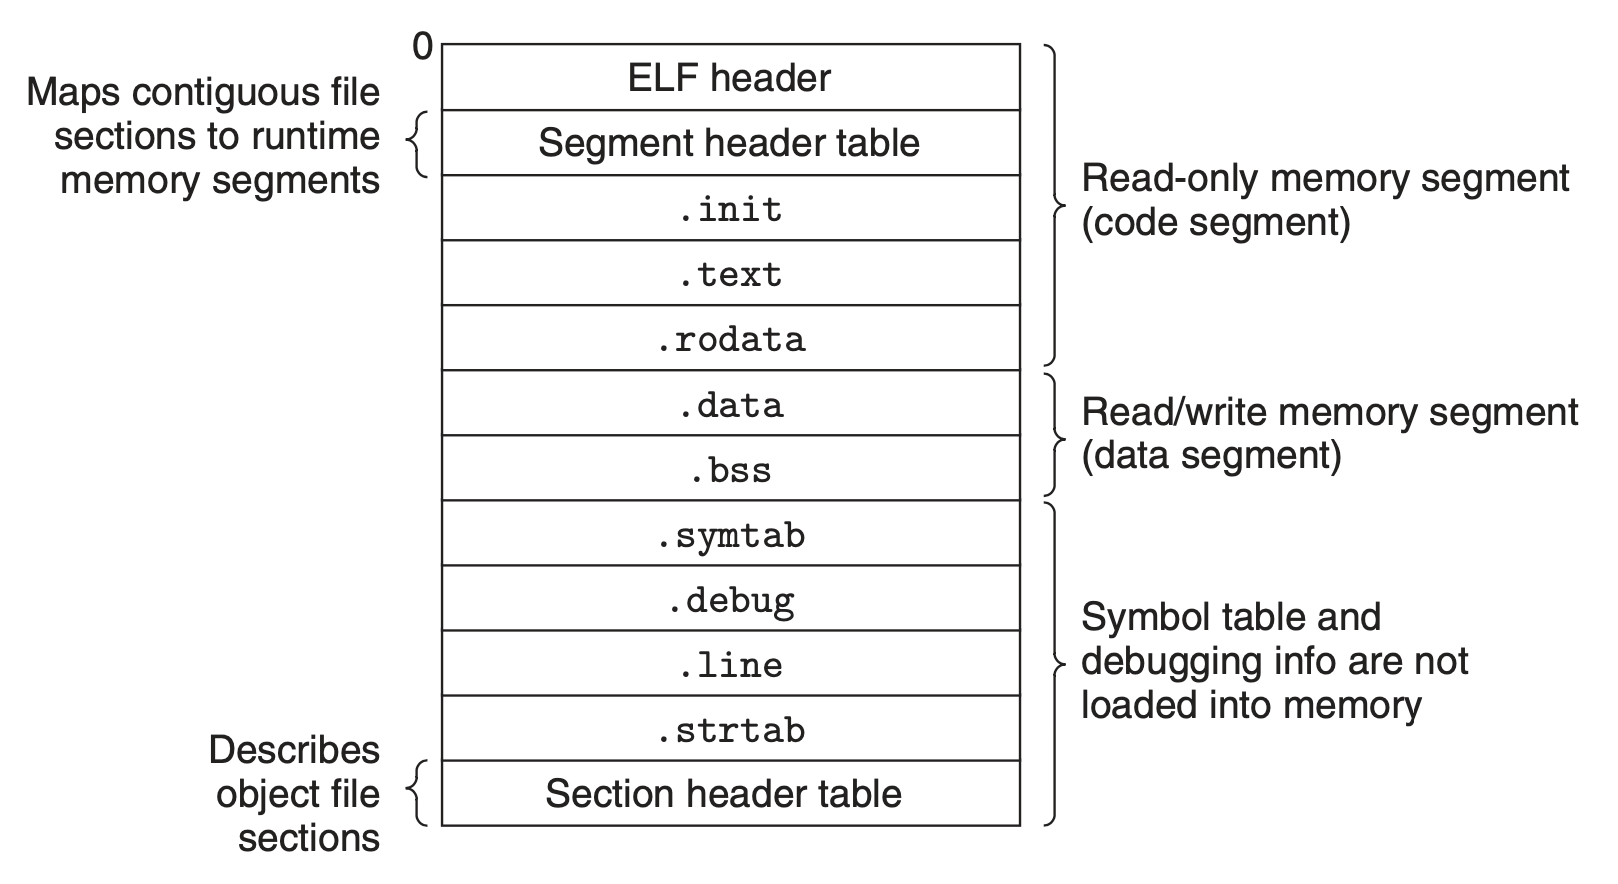 0
ELF header
Maps contiguous file
sections to runtime
memory segments
Segment header table
.init
.text
.rodata
Read-only memory segment
(code segment)
.data
.bss
Read/write memory segment
(data segment)
.symtab
.debug
.line
.strtab
Symbol table and
debugging info are not
loaded into memory
Describes
object file
sections
Section header table